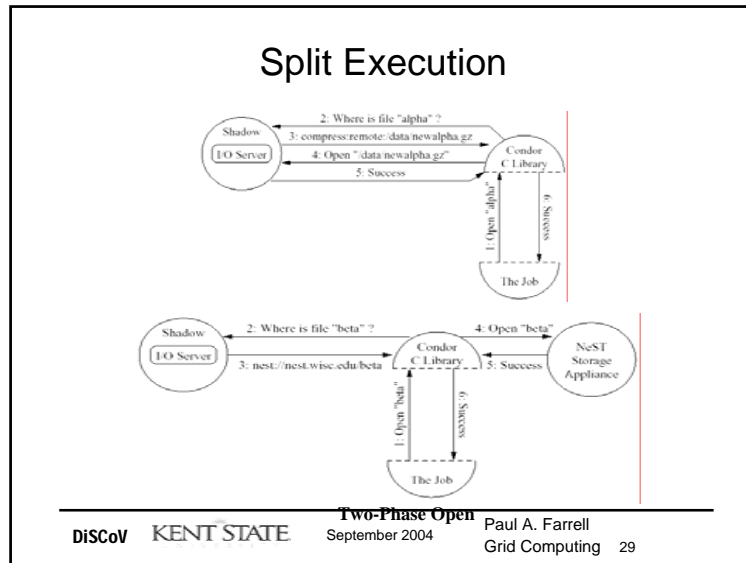 Split Execution
2: Where is file "alpha" ?
Shadow
3: compress:remote:/data/newalpha.gz
I/O Server
4: Open "/data/newalpha.gz"
Condor
C Library
5: Success
1: Open "alpha"
6: Success
The Job
Shadow
2: Where is file "beta" ?
4: Open "beta"
I/O Server
Condor
C Library
NeST
Storage
Appliance
3: nest://nest.wisc.edu/beta
5: Success
1: Open "beta"
6: Success
The Job
Two-Phase Open
DiSCoV
KENT STATE
September 2004
Paul A. Farrell
Grid Computing 29